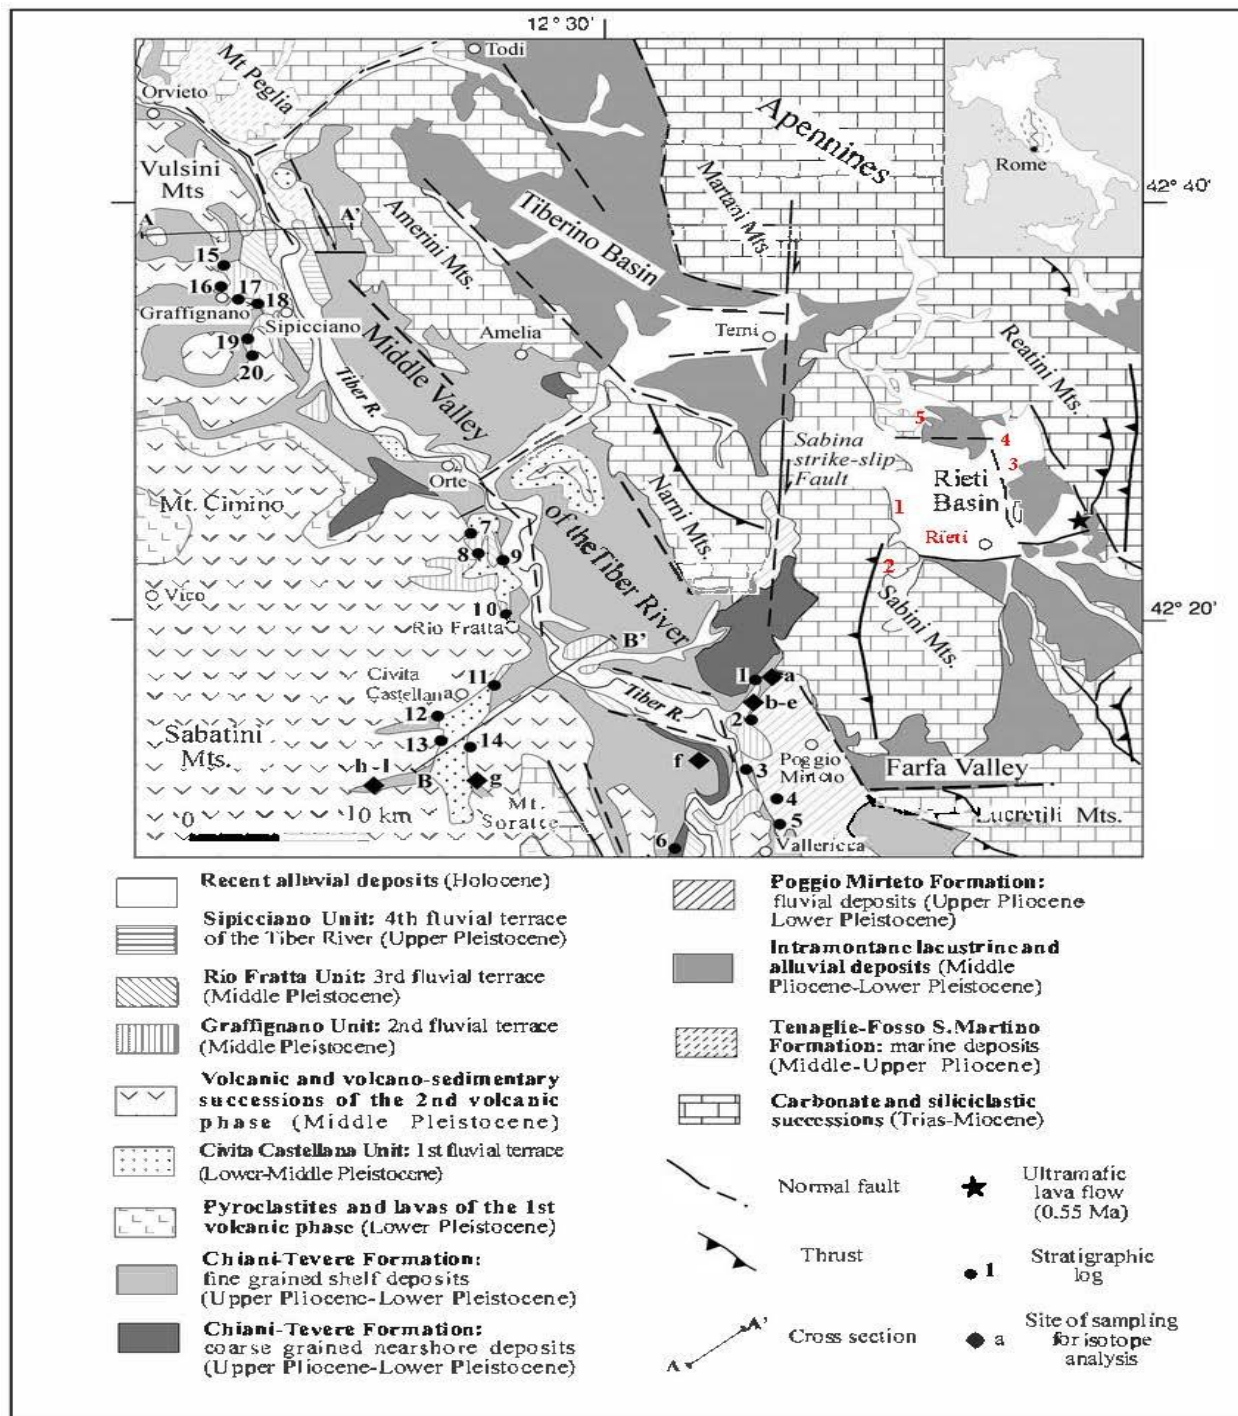 12° 30'
Todi
Mt Peglia
Orvieto
Apennines
Rome
Vulsini
Mts
42° 40'
Martani Mts.
A
A'
Amerini Mts.
Tiberino Basin
15
16
17
18
Graffignano
Sipicciano
Terni
Amelia
Reatini Mts.
19
20
Tiber R.
Middle Valley
of the Tiber River
5
4
3
Sabina
strike-slip
Fault
Rieti
Basin
Orte
Mt. Cimino
Narni Mts.
1
Rieti
7
8
9
2
Sabini Mts.
Vico
10
Rio Fratta
42° 20'
B'
Civita
Castellana
11
1
a
b-e
Tiber R.
12
2
Sabatini
Mts.
13
14
Poggio
Mirteto
f
3
Farfa Valley
h-l
B
g
4
Mt.
Soratte
Lucretili Mts.
0
10 km
5
6
Vallericca
Recent alluvial deposits (Holocene)
Sipicciano Unit: 4th fluvial terrace
of the Tiber River (Upper Pleistocene)
Rio Fratta Unit: 3rd fluvial terrace
(Middle Pleistocene)
Graffignano Unit: 2nd fluvial terrace
(Middle Pleistocene)
Volcanic and volcano-sedimentary
successions of the 2nd volcanic
phase (Middle Pleistocene)
Civita Castellana Unit: 1st fluvial terrace
(Lower-Middle Pleistocene)
Pyroclastites and lavas of the 1st
volcanic phase (Lower Pleistocene)
Chiani-Tevere Formation:
fine grained shelf deposits
(Upper Pliocene-Lower Pleistocene)
Chiani-Tevere Formation:
coarse grained nearshore deposits
(Upper Pliocene-Lower Pleistocene)
Poggio Mirteto Formation:
fluvial deposits (Upper Pliocene-
Lower Pleistocene)
Intramontane lacustrine and
alluvial deposits (Middle
Pliocene-Lower Pleistocene)
Tenaglie-Fosso S.Martino
Formation: marine deposits
(Middle-Upper Pliocene)
Carbonate and siliciclastic
successions (Trias-Miocene)
Normal fault
Ultramafic
lava flow
(0.55 Ma)
Thrust
1
Stratigraphic
log
A
A'
Cross section
a
Site of sampling
for isotope
analysis